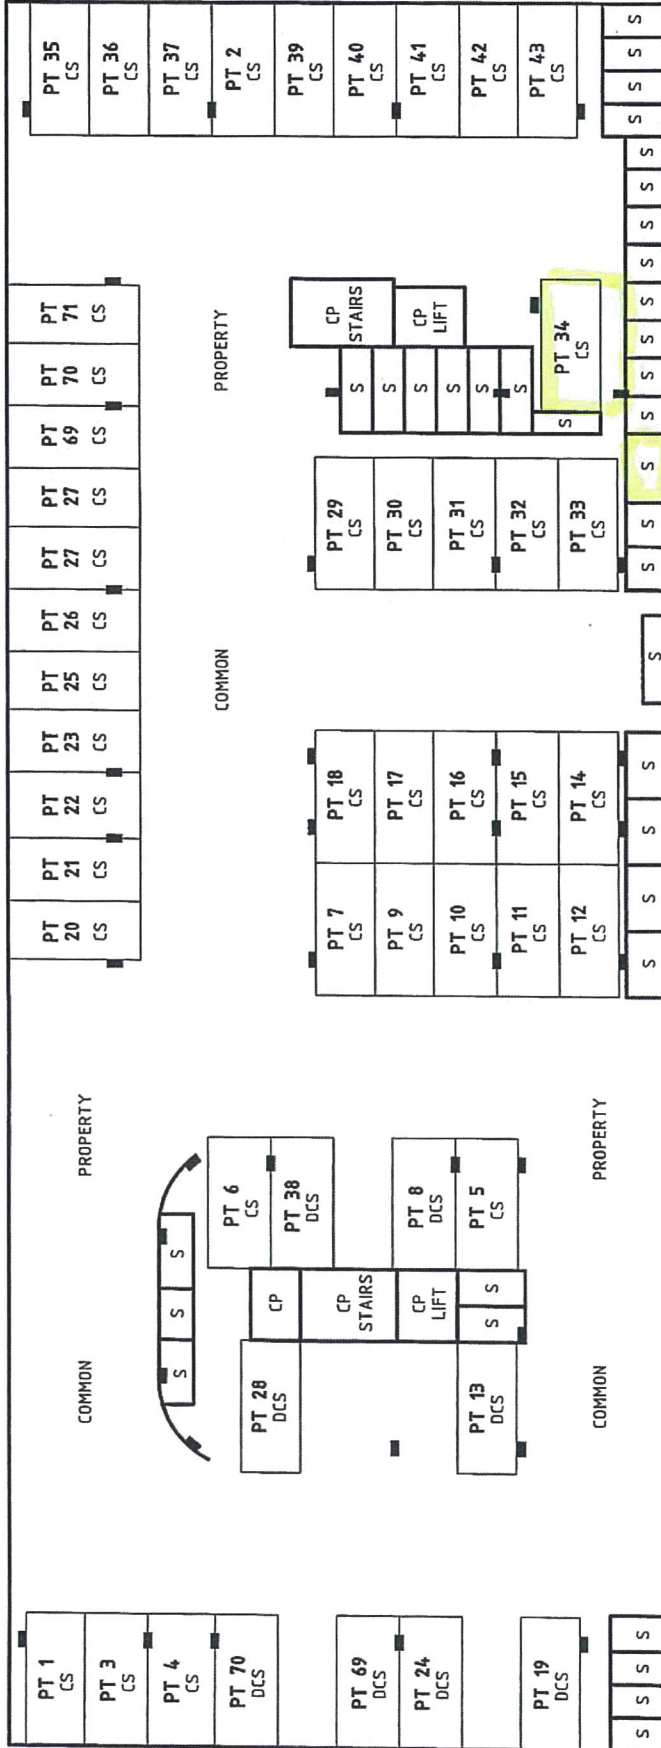 PT 1
CS
PT 3
CS
PT 4
CS
PT 70
DCS
PT 69
DCS
PT 24
DCS
PT 19
DCS
S
S
S
S
COMMON
PROPERTY
S
S
S
PT 28
DCS
PT 13
DCS
CP
CP
STAIRS
CP
LIFT
S
S
PT 6
CS
PT 38
DCS
PT 8
DCS
PT 5
CS
COMMON
PROPERTY
PT
20
CS
PT
21
CS
PT
22
CS
PT
23
CS
PT
25
CS
PT
26
CS
PT
27
CS
PT
27
CS
PT
69
CS
PT
70
CS
PT
71
CS
COMMON
PROPERTY
PT 7
CS
PT 9
CS
PT 10
CS
PT 11
CS
PT 12
CS
PT 18
CS
PT 17
CS
PT 16
CS
PT 15
CS
PT 14
CS
S
S
S
S
S
PT 29
CS
PT 30
CS
PT 31
CS
PT 32
CS
PT 33
CS
S
S
S
S
S
S
S
CP
STAIRS
CP
LIFT
PT 34
CS
S
S
S
S
S
S
S
S
S
S
S
PT 35
CS
PT 36
CS
PT 37
CS
PT 2
CS
PT 39
CS
PT 40
CS
PT 41
CS
PT 42
CS
PT 43
CS
S
S
S
S